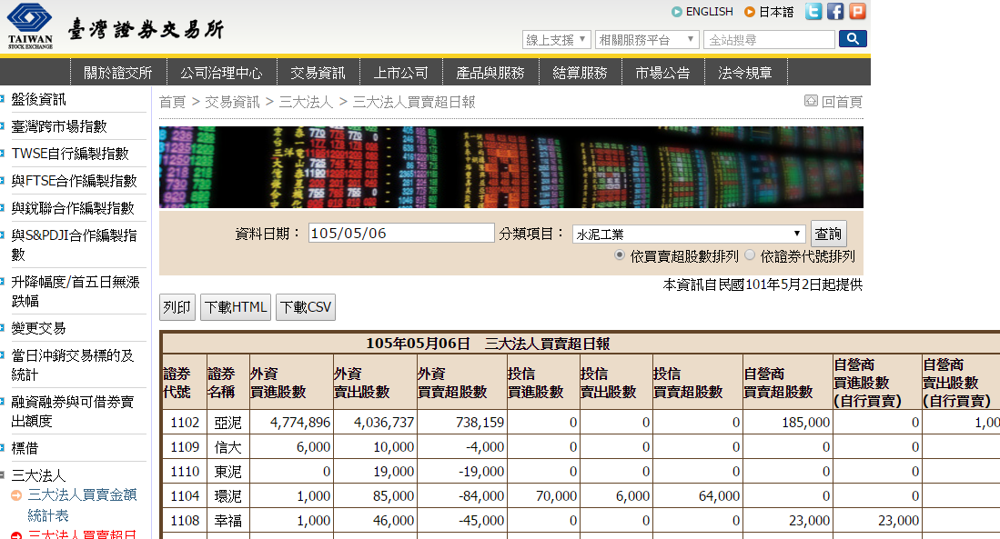 ENGLISH 日本語
TAIWAN
STOCK EXCHANGE
臺灣證券交易所
線上支援 相關服務平台 全站搜尋
關於證交所 公司治理中心 交易資訊 上市公司 產品與服務 結算服務 市場公告 法令規章
盤後資訊
臺灣跨市場指數
TWSE自行編製指數
與FTSE合作編製指數
與銳聯合作編製指數
與S&PDJI合作編製指
數
升降幅度/首五日無漲
跌幅
變更交易
當日沖銷交易標的及
統計
融資融券與可借券賣
出額度
標借
三大法人
三大法人買賣金額
統計表
三大法人買賣超日
首頁 > 交易資訊 > 三大法人 > 三大法人買賣超日報
回首頁
資料日期： 105/05/06 分類項目： 水泥工業 查詢
依買賣超股數排列 依證券代號排列
本資訊自民國101年5月2日起提供
列印 下載HTML 下載CSV
105年05月06日 三大法人買賣超日報
證券代號 證券名稱 外資買進股數 外資賣出股數 外資買賣超股數 投信買進股數 投信賣出股數 投信買賣超股數 自營商買賣超股數 自營商買進股數(自行買賣) 自營商賣出股數(自行買賣)
1102 亞泥 4,774,896 4,036,737 738,159 0 0 0 185,000 0 1,00
1109 信大 6,000 10,000 -4,000 0 0 0 0 0
1110 東泥 0 19,000 -19,000 0 0 0 0 0
1104 環泥 1,000 85,000 -84,000 70,000 6,000 64,000 0 0
1108 幸福 1,000 46,000 -45,000 0 0 0 23,000 23,000